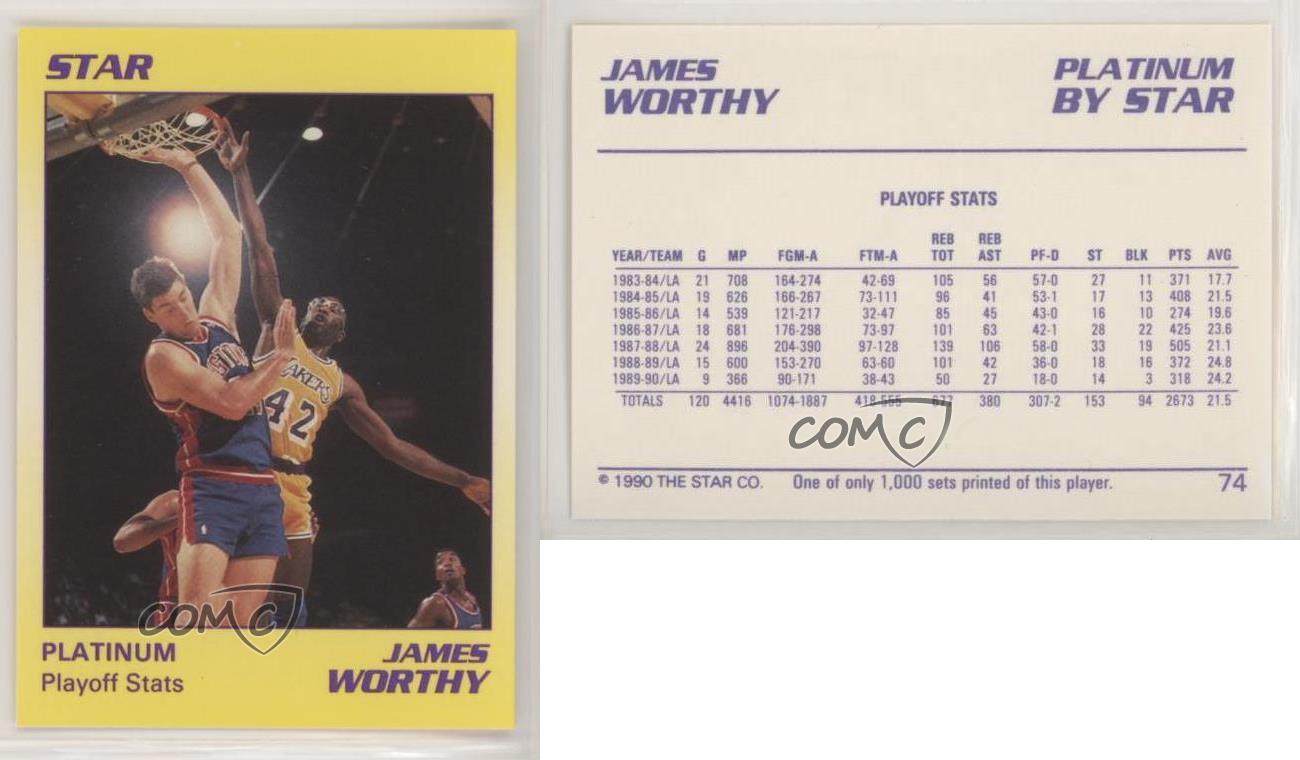 STAR
AKERS
42
COMC
PLATINUM
Playoff Stats
JAMES
WORTHY
JAMES
WORTHY
PLATINUM
BY STAR
PLAYOFF STATS
YEAR/TEAM G MP FGM-A FTM-A REB TOT REB AST PF-D ST BLK PTS AVG
1983-84/LA 21 708 164-274 42-69 105 56 57-0 27 11 371 17.7
1984-85/LA 19 626 166-267 73-111 96 41 53-1 17 13 408 21.5
1985-86/LA 14 539 121-217 32-47 85 45 43-0 16 10 274 19.6
1986-87/LA 18 681 176-298 73-97 101 63 42-1 28 22 425 23.6
1987-88/LA 24 896 204-390 97-128 139 106 58-0 33 19 505 21.1
1988-89/LA 15 600 153-270 63-60 101 42 36-0 18 16 372 24.8
1989-90/LA 9 366 90-171 38-43 50 27 18-0 14 3 318 24.2
TOTALS 120 4416 1074-1887 418-555 677 380 307-2 153 94 2673 21.5
COMC
© 1990 THE STAR CO. One of only 1,000 sets printed of this player. 74